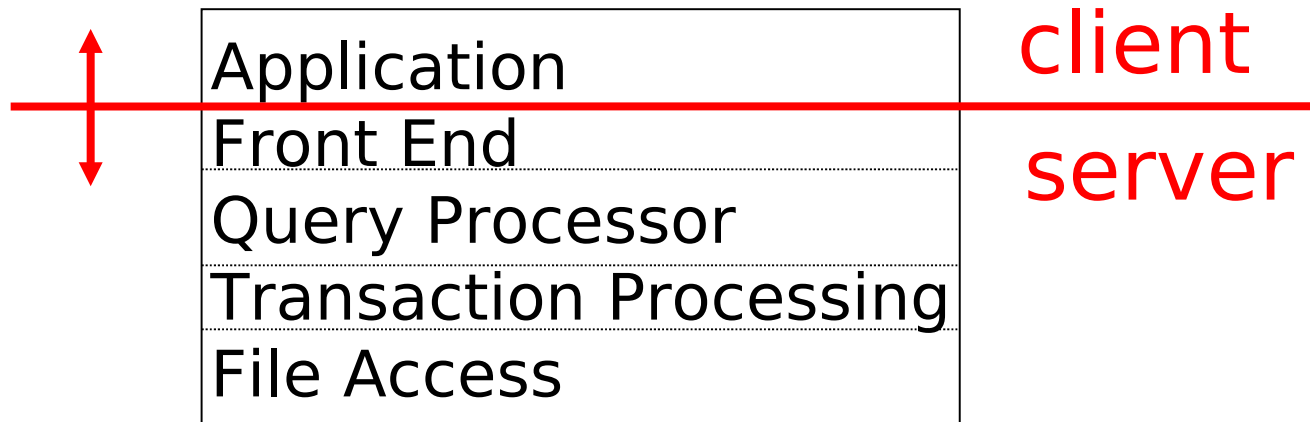 Application
client
Front End
server
Query Processor
Transaction Processing
File Access